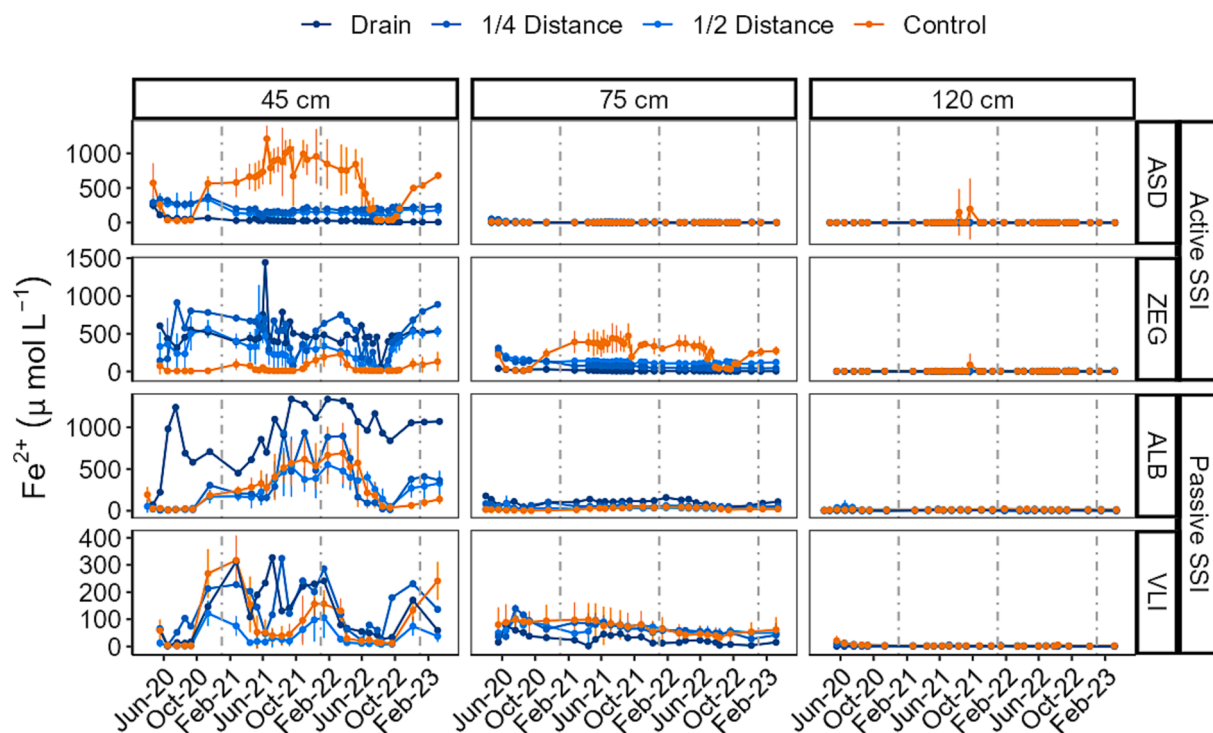 Drain 1/4 Distance 1/2 Distance Control
45 cm 75 cm 120 cm
Fe²⁺ (μ mol L⁻¹)
1000
500
0
ASD
1500
1000
500
0
ZEG
Active SSI
1000
500
0
ALB
400
300
200
100
0
VLI
Passive SSI
Jun-20 Oct-20 Feb-21 Jun-21 Oct-21 Feb-22 Jun-22 Oct-22 Feb-23
Jun-20 Oct-20 Feb-21 Jun-21 Oct-21 Feb-22 Jun-22 Oct-22 Feb-23
Jun-20 Oct-20 Feb-21 Jun-21 Oct-21 Feb-22 Jun-22 Oct-22 Feb-23